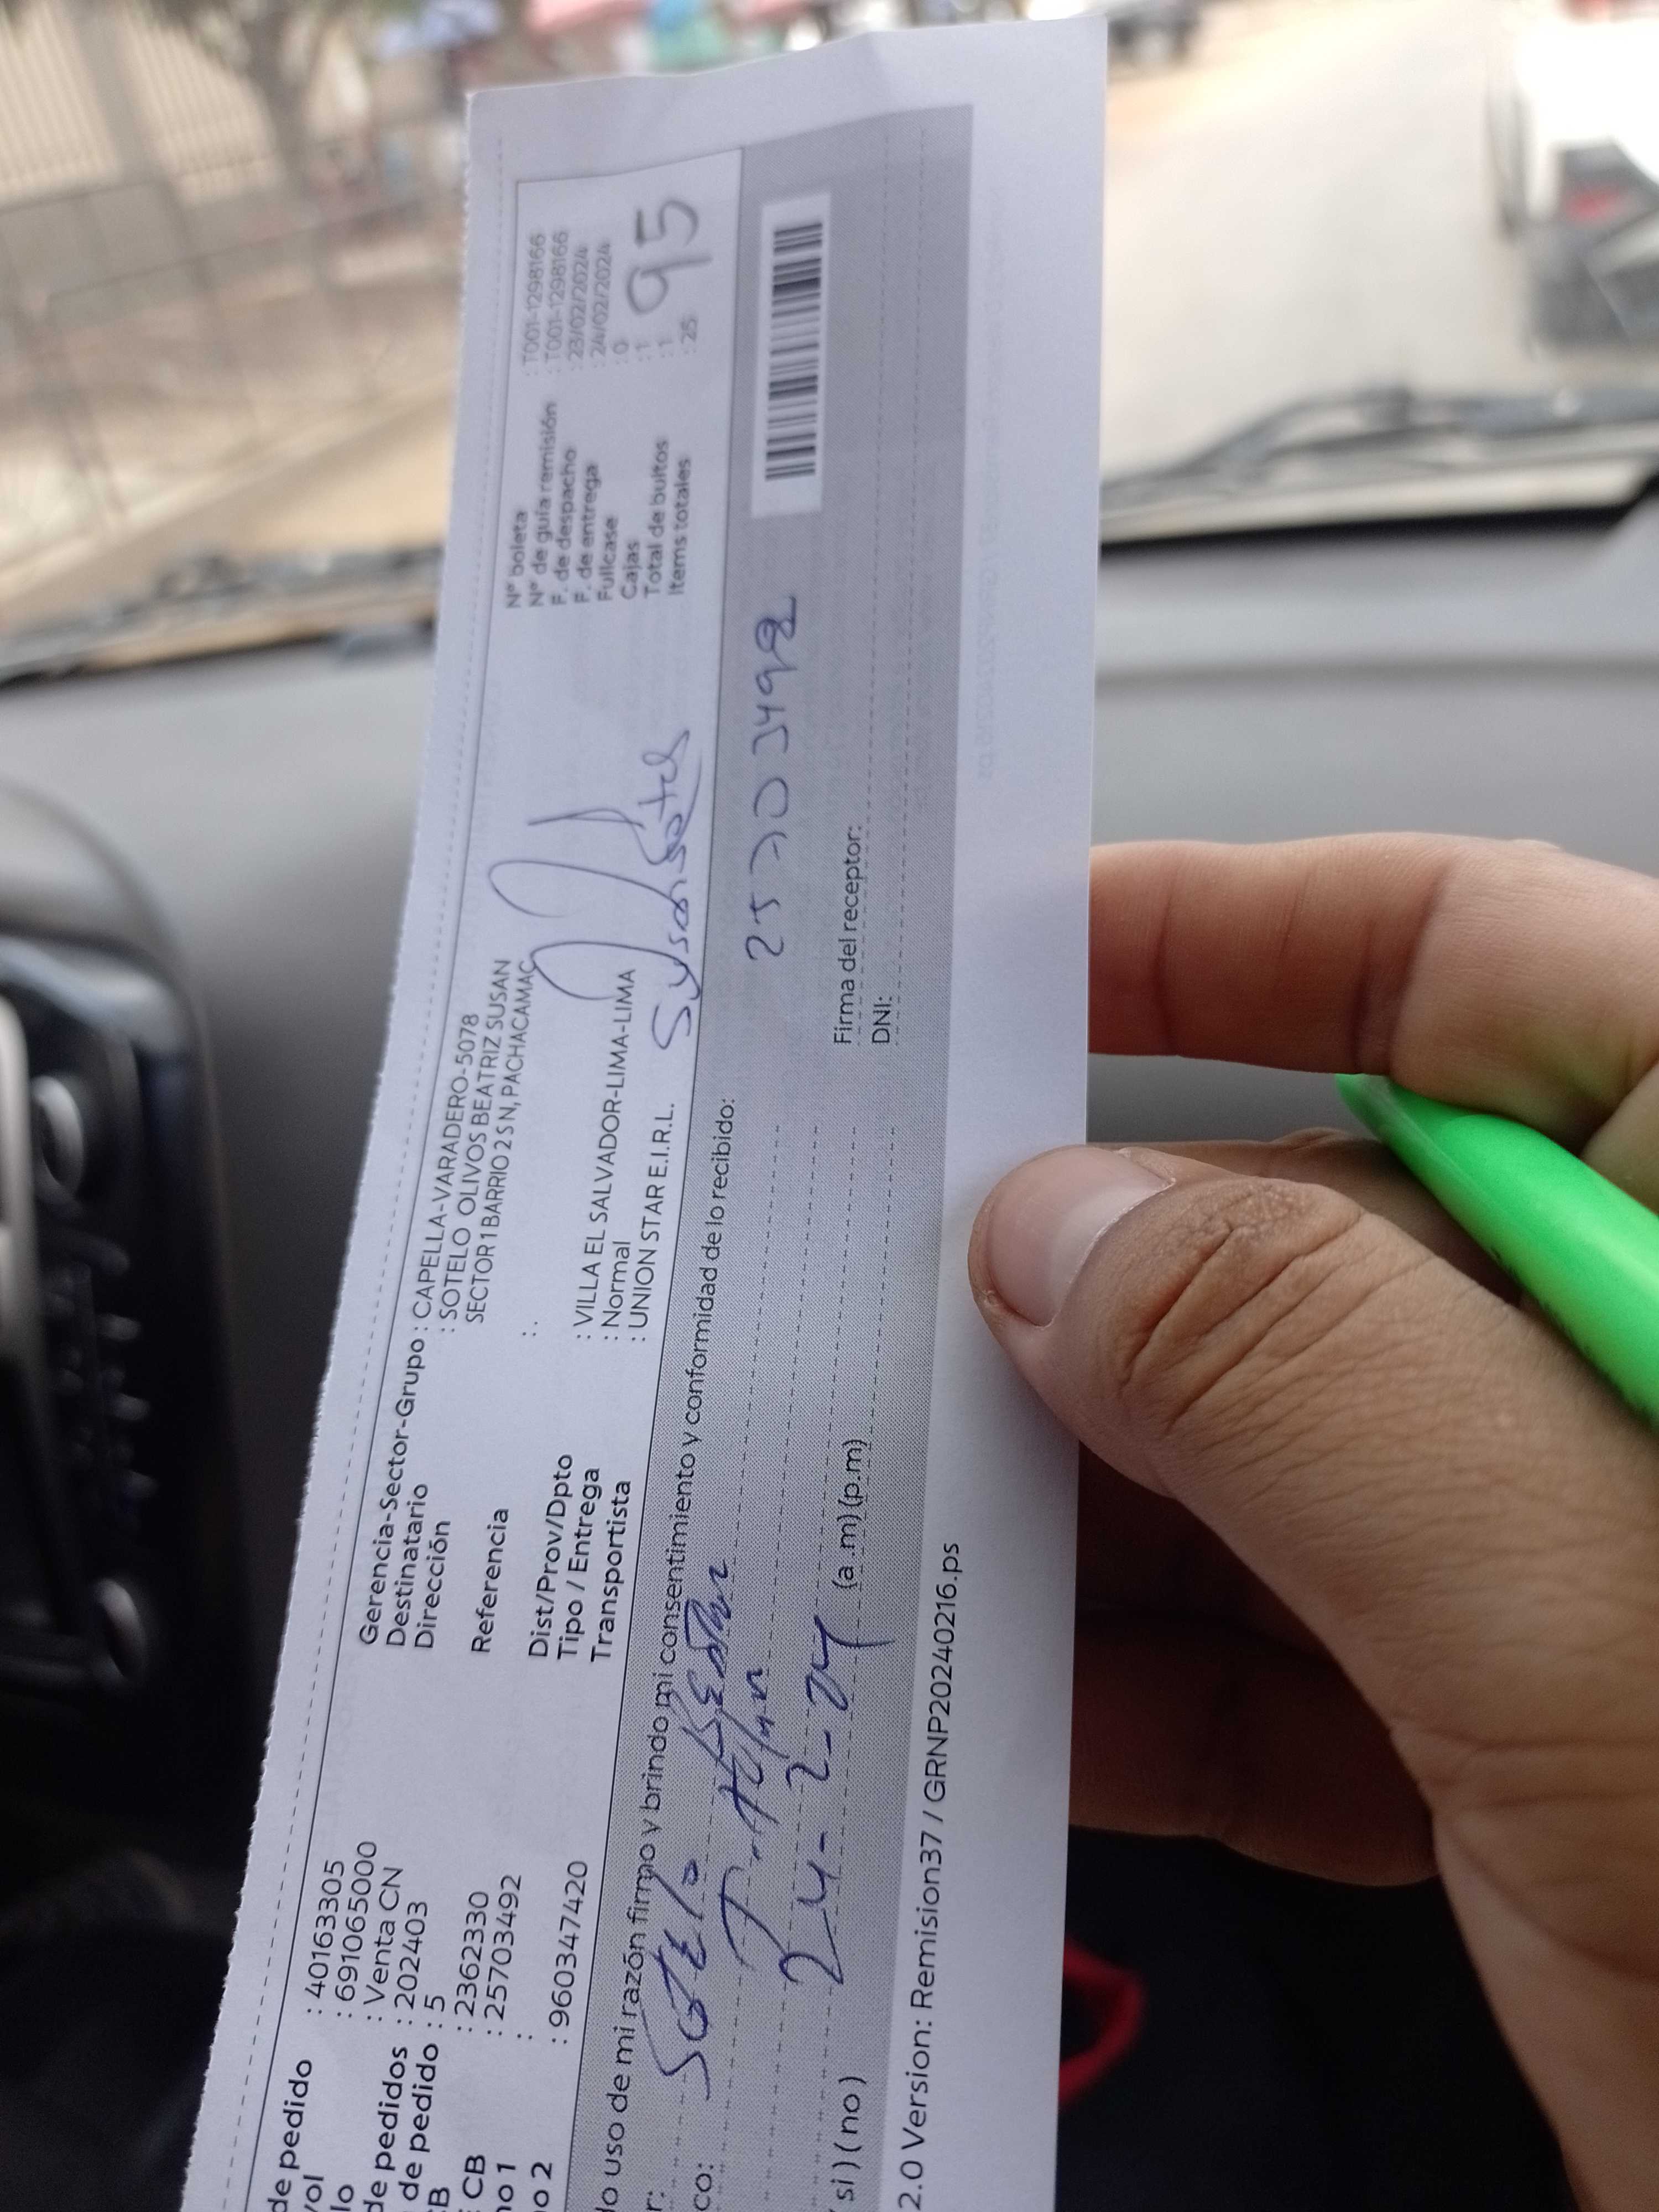 de pedido : 40163305
vol : 6910065000
lo : Venta CN
de pedidos : 202403
de pedido : 5
CB : 2362330
no 1 : 25703492
:
no 2 : 960347420
Gerencia-Sector-Grupo : CAPELLA-VARADERO-5078
Destinatario : SOTELO OLIVOS BEATRIZ SUSAN
Dirección SECTOR 1 BARRIO 2 S N, PACHACAMAC
Referencia : .
Dist/Prov/Dpto : VILLA EL SALVADOR-LIMA-LIMA
Tipo / Entrega : Normal
Transportista : UNION STAR E.I.R.L.
Susan Sotel
N° boleta : T001-1298166
N° de guía remisión : T001-1298166
F. de despacho : 23/02/2024
F. de entrega : 24/02/2024
Fullcase : 0
Cajas : 1
Total de bultos : 1
Items totales : 25
95
do uso de mi razón firmo y brindo mi consentimiento y conformidad de lo recibido:
r: Sotelo
25703492
co:
24-2-24
Firma del receptor:
si ) ( no ) (a.m) (p.m) DNI:
2.0 Version: Remision37 / GRNP20240216.ps